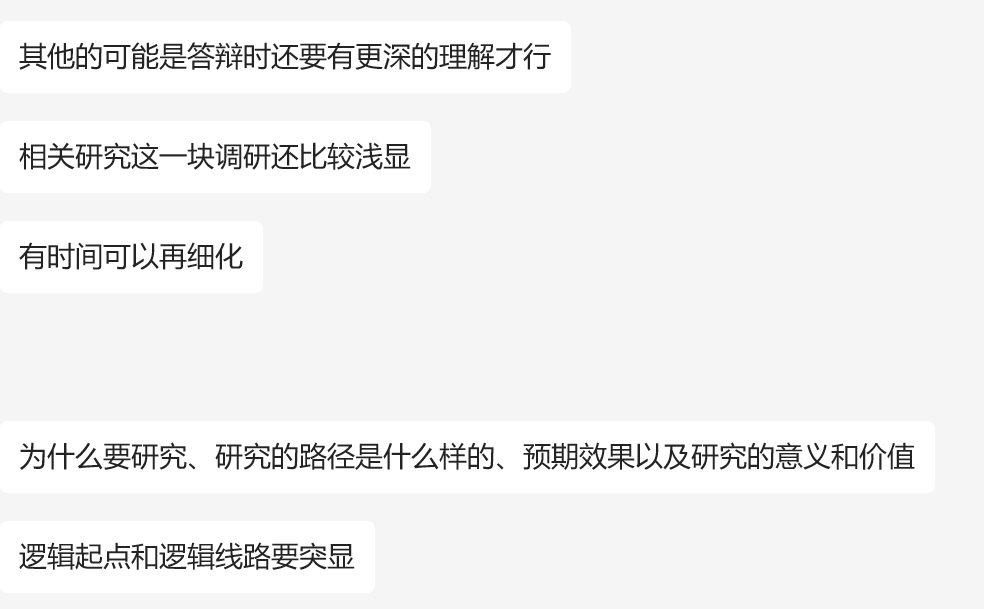 其他的可能是答辩时还要有更深的理解才行
相关研究这一块调研还比较浅显
有时间可以再细化
为什么要研究、研究的路径是什么样的、预期效果以及研究的意义和价值
逻辑起点和逻辑线路要突显